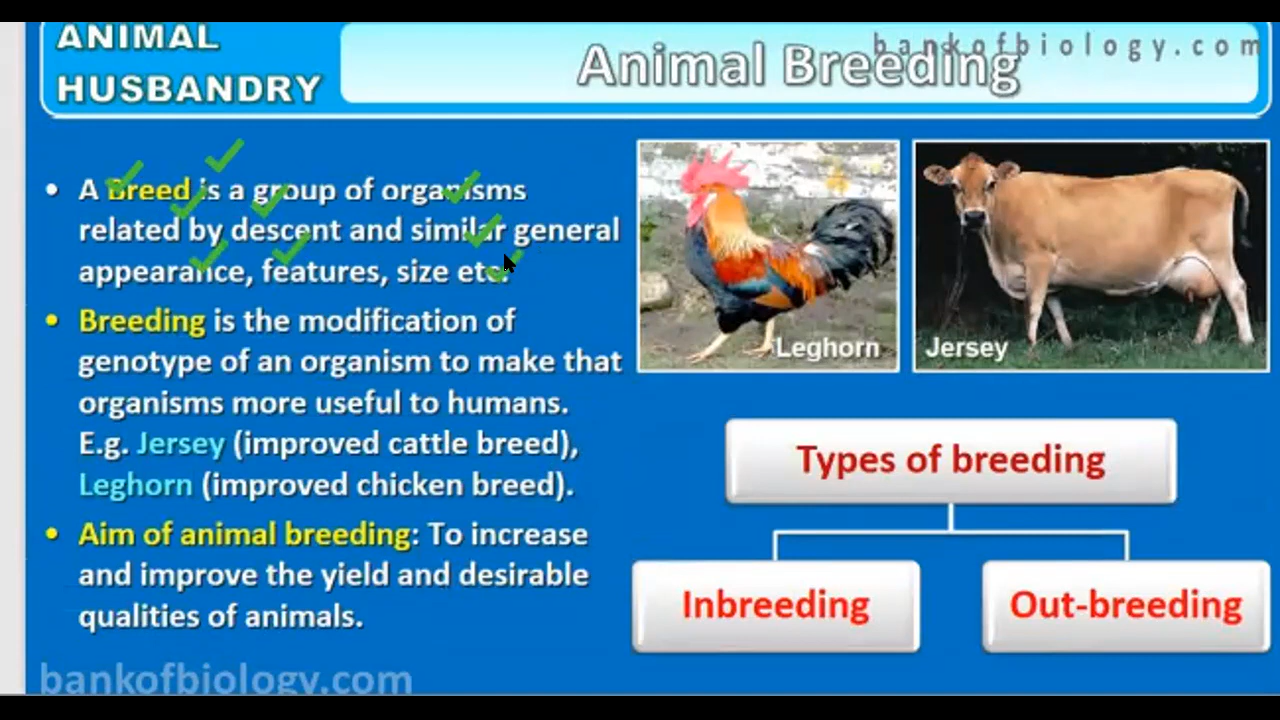 ANIMAL
HUSBANDRY
Animal Breeding
bankofbiology.com
• A Breed is a group of organisms
related by descent and similar general
appearance, features, size etc.
• Breeding is the modification of
genotype of an organism to make that
organisms more useful to humans.
E.g. Jersey (improved cattle breed),
Leghorn (improved chicken breed).
• Aim of animal breeding: To increase
and improve the yield and desirable
qualities of animals.
Leghorn
Jersey
Types of breeding
Inbreeding
Out-breeding
bankofbiology.com